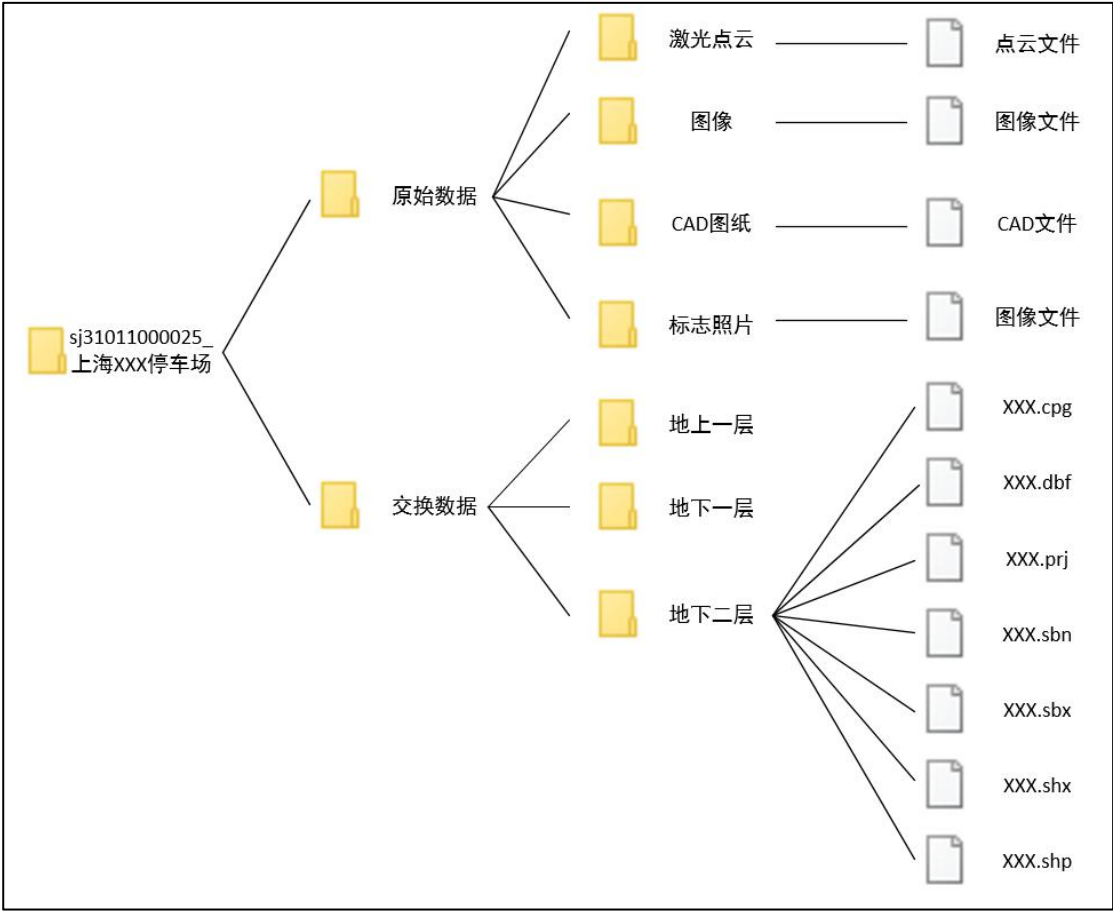 激光点云
点云文件
图像
图像文件
原始数据
CAD图纸
CAD文件
标志照片
图像文件
sj31011000025_
上海XXX停车场
地上一层
XXX.cpg
交换数据
地下一层
XXX.dbf
XXX.prj
地下二层
XXX.sbn
XXX.sbx
XXX.shx
XXX.shp